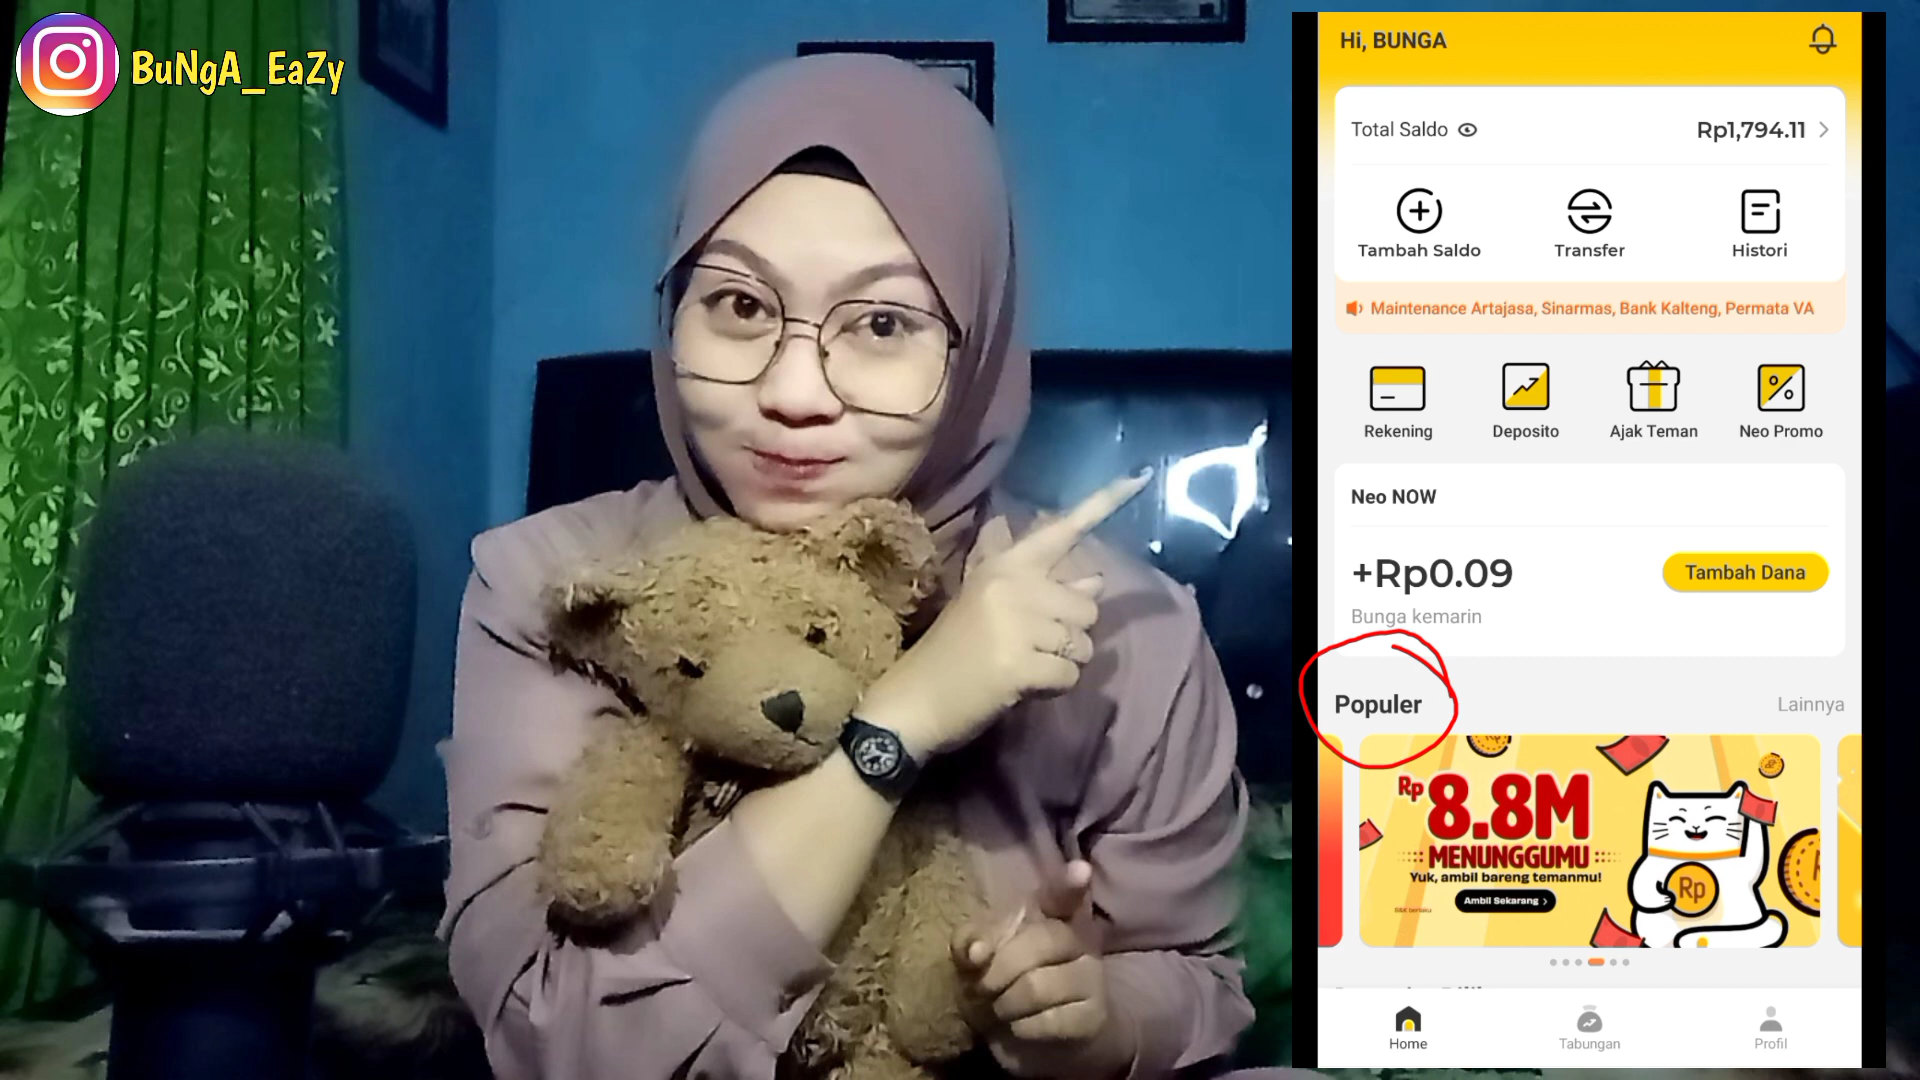 BuNgA_EaZy
Hi, BUNGA
Total Saldo Rp1,794.11
Tambah Saldo Transfer Histori
Maintenance Artajasa, Sinarmas, Bank Kalteng, Permata VA
Rekening Deposito Ajak Teman Neo Promo
Neo NOW
+Rp0.09 Tambah Dana
Bunga kemarin
Populer Lainnya
Rp 8.8M
MENUNGGUMU
Yuk, ambil bareng temanmu!
Ambil Sekarang
S&K berlaku
Rp
Home Tabungan Profil